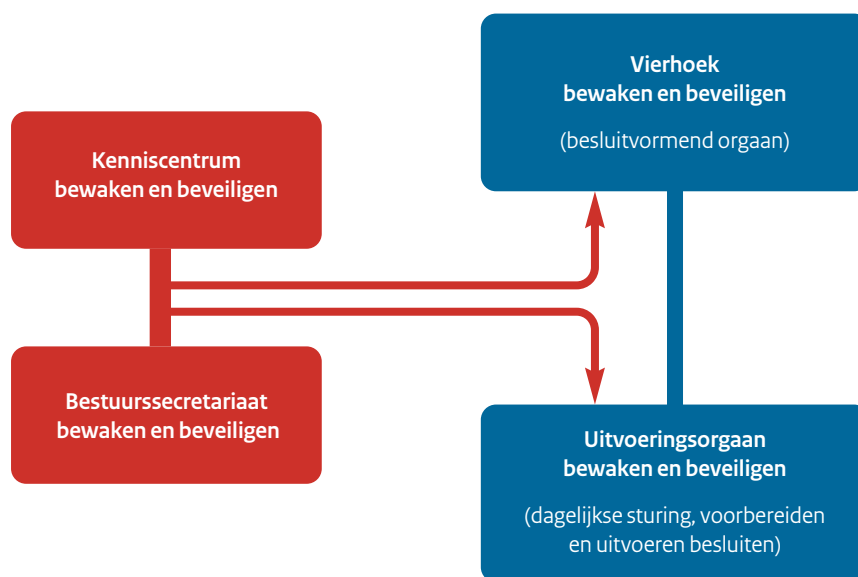 Kenniscentrum
bewaken en beveiligen
Bestuurssecretariaat
bewaken en beveiligen
Vierhoek
bewaken en beveiligen
(besluitvormend orgaan)
Uitvoeringsorgaan
bewaken en beveiligen
(dagelijkse sturing, voorbereiden
en uitvoeren besluiten)